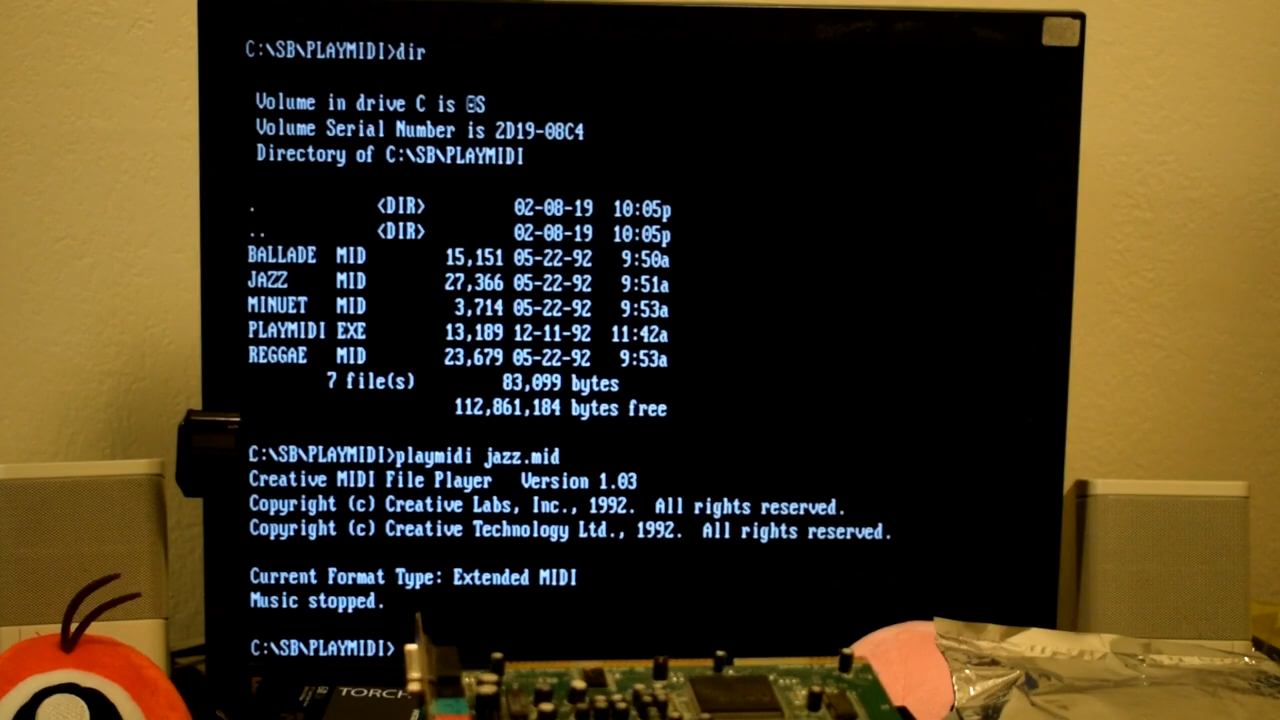 C:\SB\PLAYMIDI>dir
Volume in drive C is S
Volume Serial Number is 2D19-08C4
Directory of C:\SB\PLAYMIDI
. <DIR> 02-08-19 10:05p
.. <DIR> 02-08-19 10:05p
BALLADE MID 15,151 05-22-92 9:50a
JAZZ MID 27,366 05-22-92 9:51a
MINUET MID 3,714 05-22-92 9:53a
PLAYMIDI EXE 13,189 12-11-92 11:42a
REGGAE MID 23,679 05-22-92 9:53a
7 file(s) 83,099 bytes
112,861,184 bytes free
C:\SB\PLAYMIDI>playmidi jazz.mid
Creative MIDI File Player Version 1.03
Copyright (c) Creative Labs, Inc., 1992. All rights reserved.
Copyright (c) Creative Technology Ltd., 1992. All rights reserved.
Current Format Type: Extended MIDI
Music stopped.
C:\SB\PLAYMIDI>
TORCH